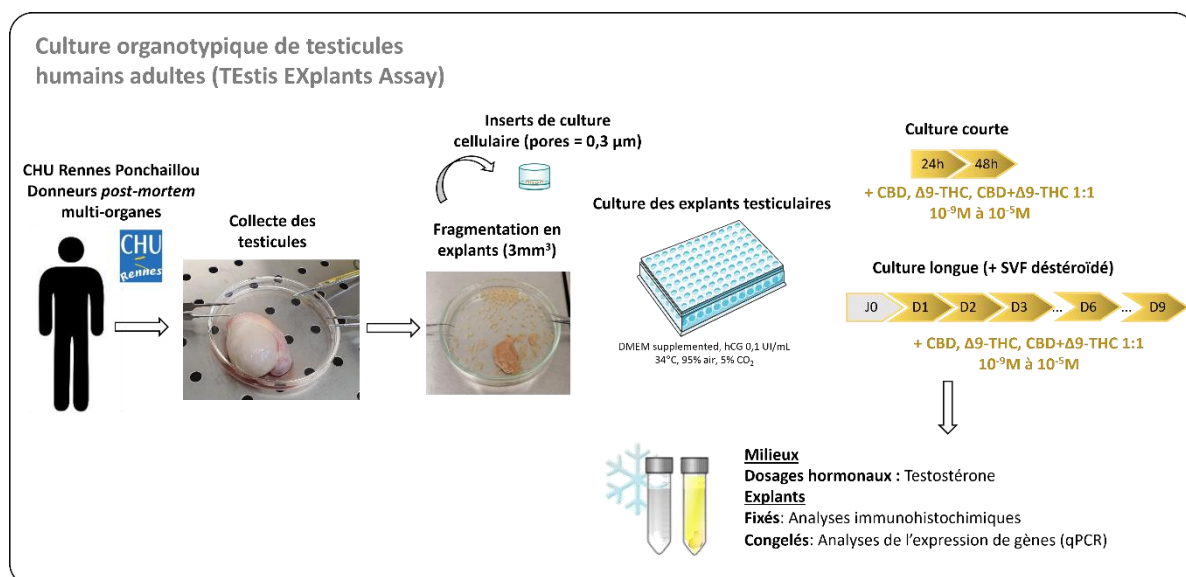 Culture organotypique de testicules
humains adultes (TEstis EXplants Assay)
CHU Rennes Ponchaillou
Donneurs post-mortem
multi-organes
CHU
Rennes
Collecte des
testicules
Inserts de culture
cellulaire (pores = 0,3 µm)
Fragmentation en
explants (3mm³)
Culture des explants testiculaires
DMEM supplemented, hCG 0,1 UI/mL
34°C, 95% air, 5% CO₂
Culture courte
24h 48h
+ CBD, Δ9-THC, CBD+Δ9-THC 1:1
10⁻⁹M à 10⁻⁵M
Culture longue (+ SVF déstéroïdé)
J0 D1 D2 D3 ... D6 ... D9
+ CBD, Δ9-THC, CBD+Δ9-THC 1:1
10⁻⁹M à 10⁻⁵M
Milieux
Dosages hormonaux : Testostérone
Explants
Fixés: Analyses immunohistochimiques
Congelés: Analyses de l'expression de gènes (qPCR)